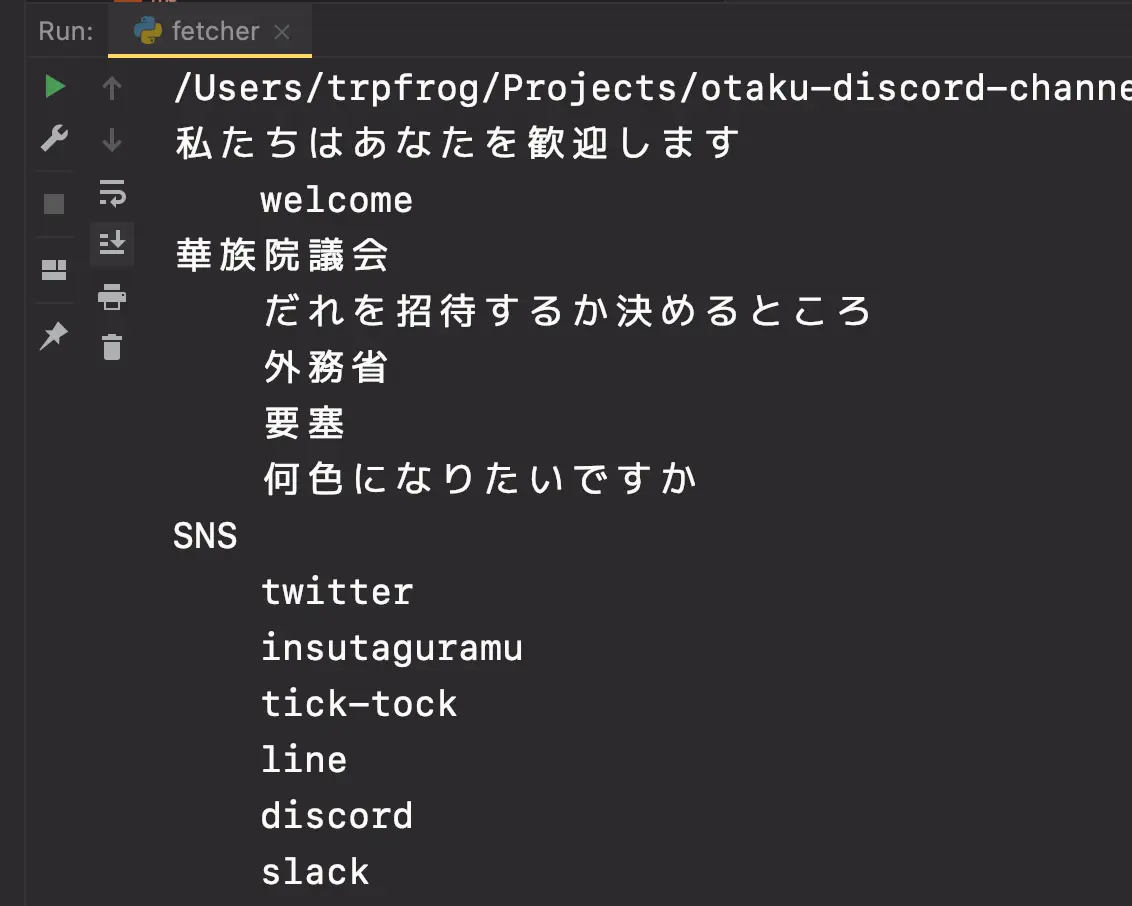 Run: fetcher
/Users/trpfrog/Projects/otaku-discord-channe
私たちはあなたを歓迎します
welcome
華族院議会
だれを招待するか決めるところ
外務省
要塞
何色になりたいですか
SNS
twitter
insutaguramu
tick-tock
line
discord
slack